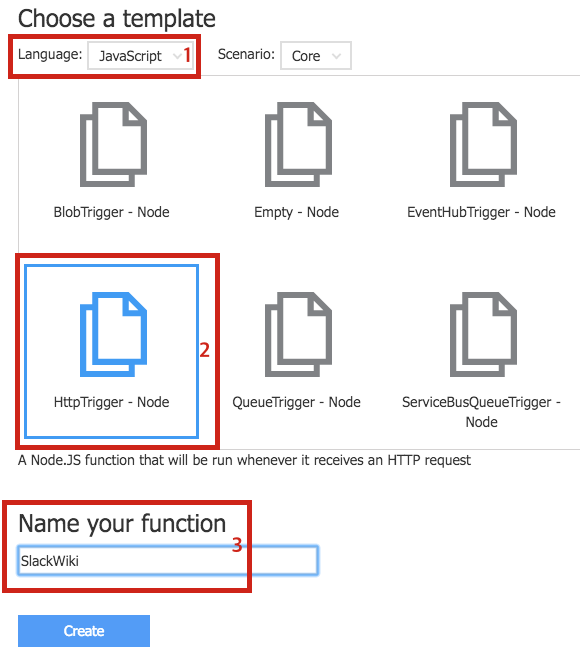 Choose a template
Language: JavaScript 1 Scenario: Core
BlobTrigger - Node Empty - Node EventHubTrigger - Node
2
HttpTrigger - Node QueueTrigger - Node ServiceBusQueueTrigger -
Node
A Node.JS function that will be run whenever it receives an HTTP request
Name your function
3
SlackWiki
Create